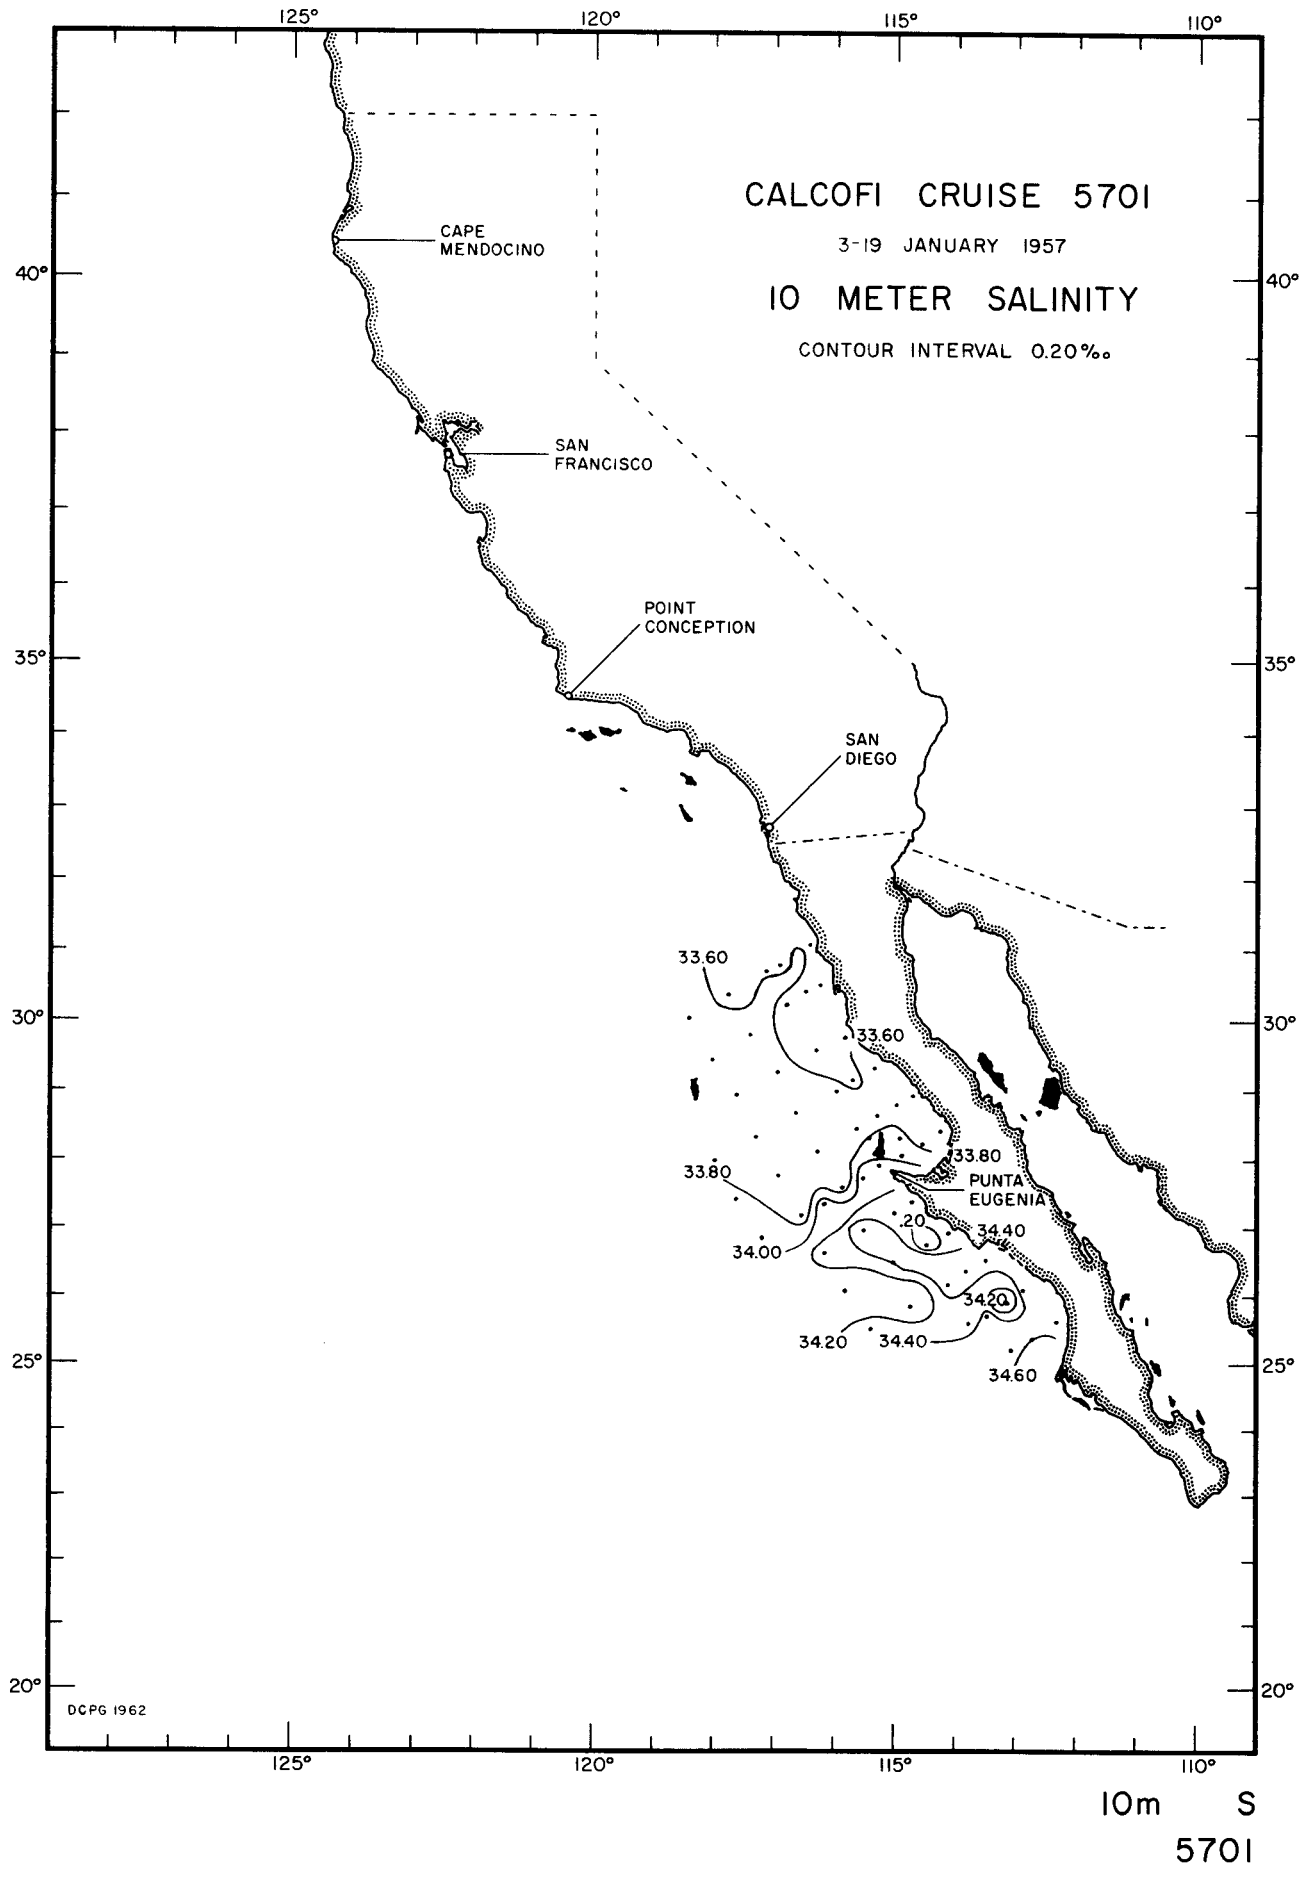 125° 120° 115° 110°
CALCOFI CRUISE 5701
3-19 JANUARY 1957
10 METER SALINITY
CONTOUR INTERVAL 0.20‰
CAPE
MENDOCINO
40° 40°
SAN
FRANCISCO
POINT
CONCEPTION
35° 35°
SAN
DIEGO
33.60
30° 30°
33.60
33.80
33.80
PUNTA
EUGENIA
.20
34.40
34.00
34.20
34.20
34.40
34.60
25° 25°
20° 20°
DCPG 1962
125° 120° 115° 110°
10m S
5701